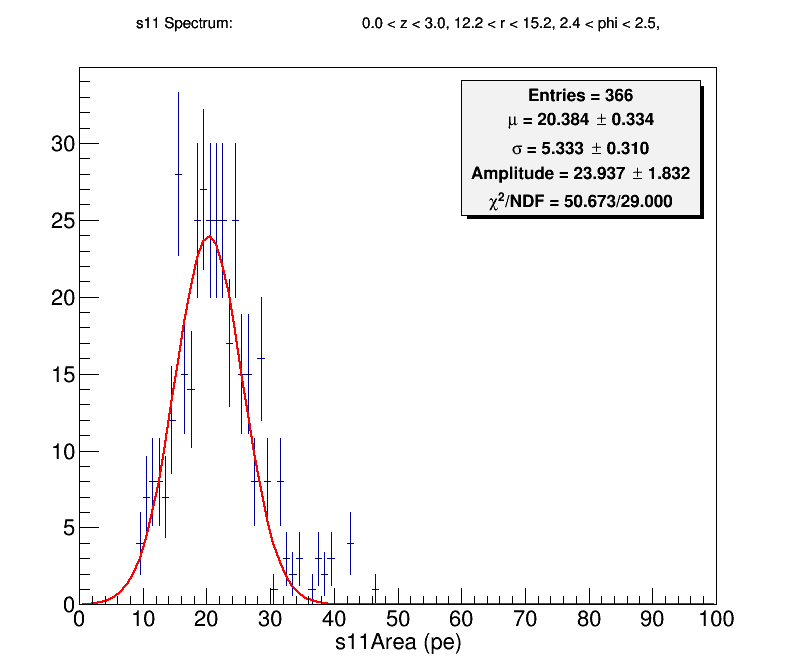 s11 Spectrum: 0.0 < z < 3.0, 12.2 < r < 15.2, 2.4 < phi < 2.5,
Entries = 366
μ = 20.384 ± 0.334
σ = 5.333 ± 0.310
Amplitude = 23.937 ± 1.832
χ²/NDF = 50.673/29.000
30
25
20
15
10
5
0
0 10 20 30 40 50 60 70 80 90 100
s11Area (pe)